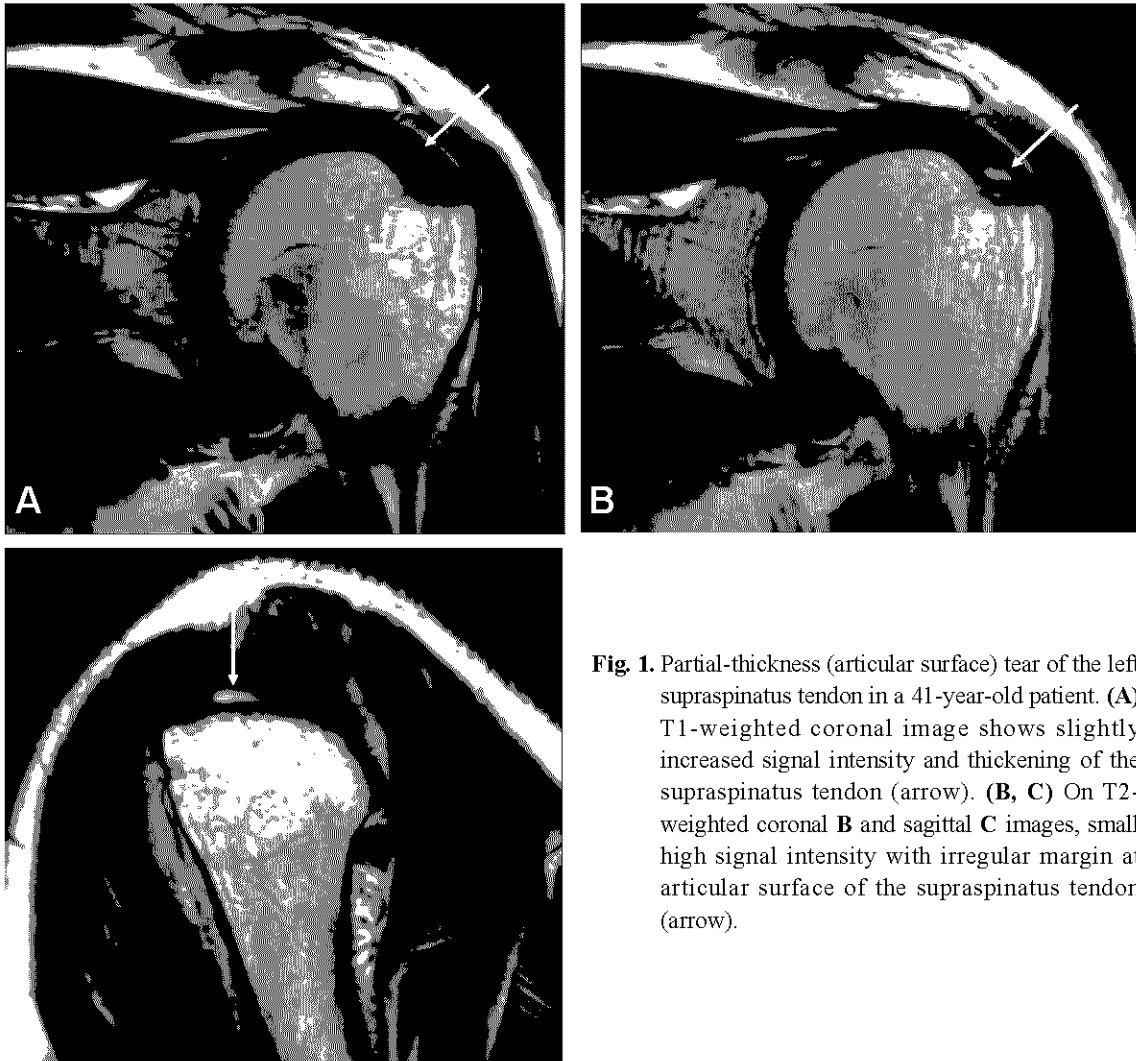 A
B
Fig. 1. Partial-thickness (articular surface) tear of the left
supraspinatus tendon in a 41-year-old patient. (A)
T1-weighted coronal image shows slightly
increased signal intensity and thickening of the
supraspinatus tendon (arrow). (B, C) On T2-
weighted coronal B and sagittal C images, small
high signal intensity with irregular margin at
articular surface of the supraspinatus tendon
(arrow).